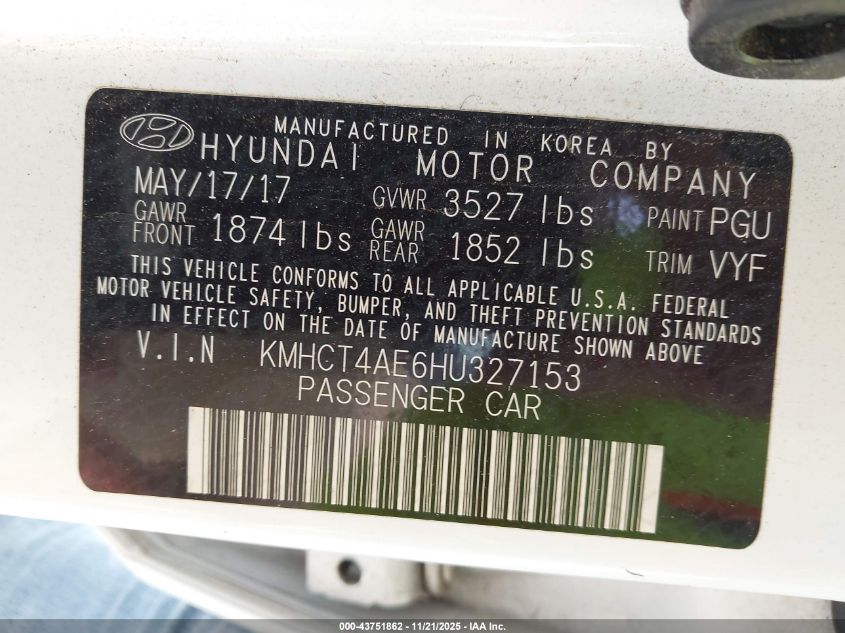 MANUFACTURED IN KOREA BY
HYUNDAI MOTOR COMPANY
MAY/17/17 GVWR 3527 lbs PAINT PGU
GAWR FRONT 1874 lbs GAWR REAR 1852 lbs TRIM VYF
THIS VEHICLE CONFORMS TO ALL APPLICABLE U.S.A. FEDERAL
MOTOR VEHICLE SAFETY, BUMPER, AND THEFT PREVENTION STANDARDS
IN EFFECT ON THE DATE OF MANUFACTURE SHOWN ABOVE
V.I.N KMHCT4AE6HU327153
PASSENGER CAR
000-43751862 - 11/21/2025 - IAA Inc.